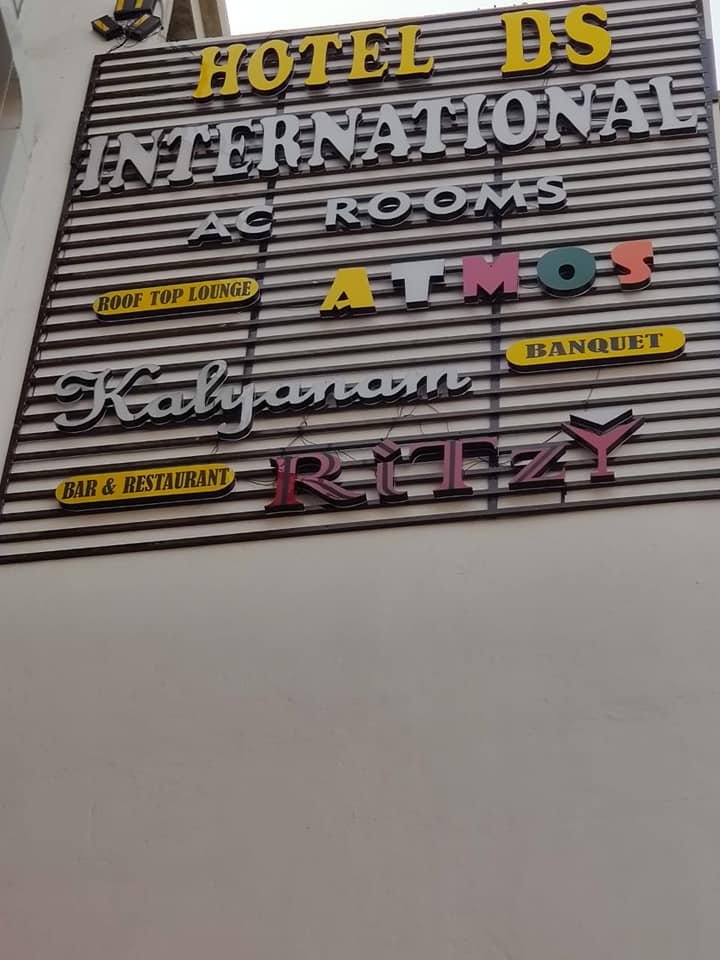 HOTEL DS
INTERNATIONAL
AC ROOMS
ROOF TOP LOUNGE ATMOS
Kalyanam BANQUET
BAR & RESTAURANT RiTzY